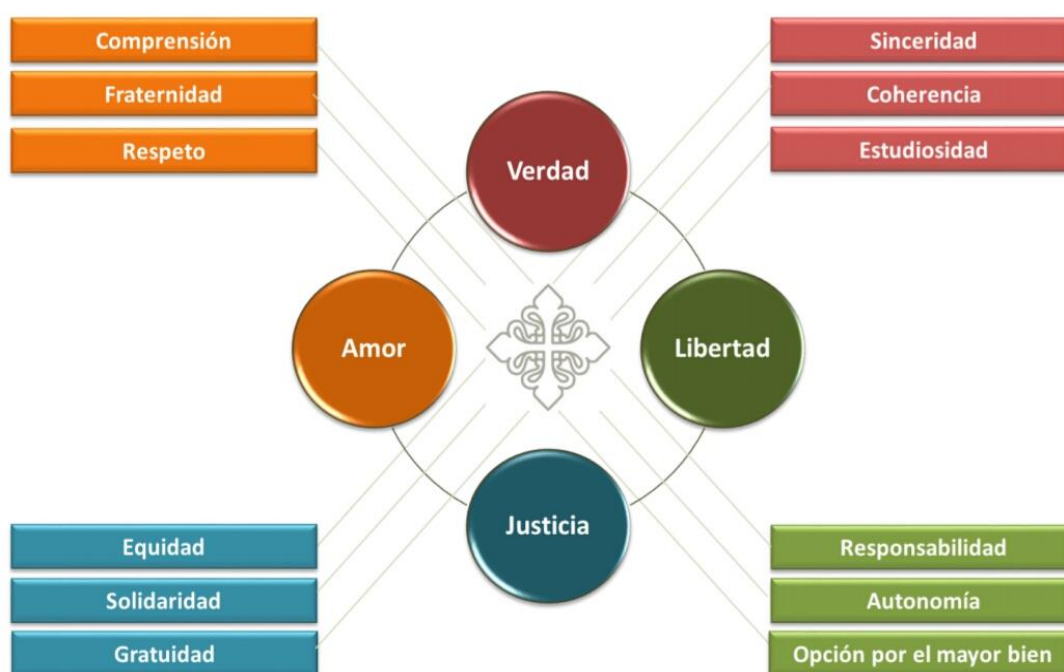 Comprensión
Fraternidad
Respeto
Sinceridad
Coherencia
Estudiosidad
Verdad
Amor
Libertad
Justicia
Equidad
Solidaridad
Gratuidad
Responsabilidad
Autonomía
Opción por el mayor bien